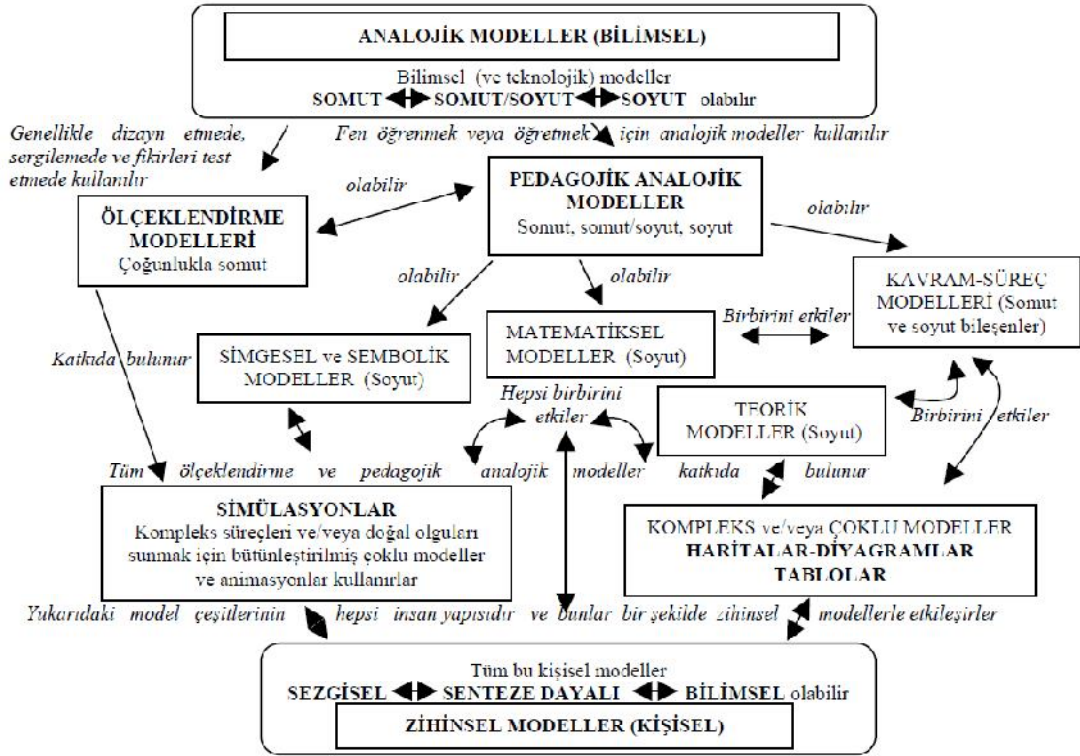 ANALOJİK MODELLER (BİLİMSEL)
Bilimsel (ve teknolojik) modeller
SOMUT SOMUT/SOYUT SOYUT olabilır
Genellikle dizayn etmede,
sergilemede ve fikirleri test
etmede kullanılır
Fen öğrenmek veya öğretmek için analojik modeller kullanılır
olabilir
PEDAGOJİK ANALOJİK
MODELLER
Somut, somut/soyut, soyut
olabilır
ÖLÇEKLENDİRME
MODELLERİ
Çoğunlukla somut
olabilir
olabilir
KAVRAM-SÜREÇ
MODELLERİ (Somut
ve soyut bileşenler)
Birbirini etkiler
MATEMATİKSEL
MODELLER (Soyut)
Katkıda bulunur
SİMGESEL ve SEMBOLİK
MODELLER (Soyut)
Hepsi birbirini
etkiler
TEORİK
MODELLER (Soyut)
Birbirini etkiler
Tüm ölçeklendirme ve pedagojik analojik modeller katkıda bulunur
SİMÜLASYONLAR
Kompleks süreçleri ve/veya doğal olguları
sunmak için bütünleştirilmiş çoklu modeller
ve animasyonlar kullanırlar
KOMPLEKS ve/veya ÇOKLU MODELLER
HARİTALAR-DİYAGRAMLAR
TABLOLAR
Yukarıdaki model çeşitlerinin hepsi insan yapısıdır ve bunlar bir şekilde zihinsel modellerle etkileşirler
Tüm bu kişisel modeller
SEZGİSEL SENTEZE DAYALI BİLİMSEL olabilir
ZİHİNSEL MODELLER (KİŞİSEL)